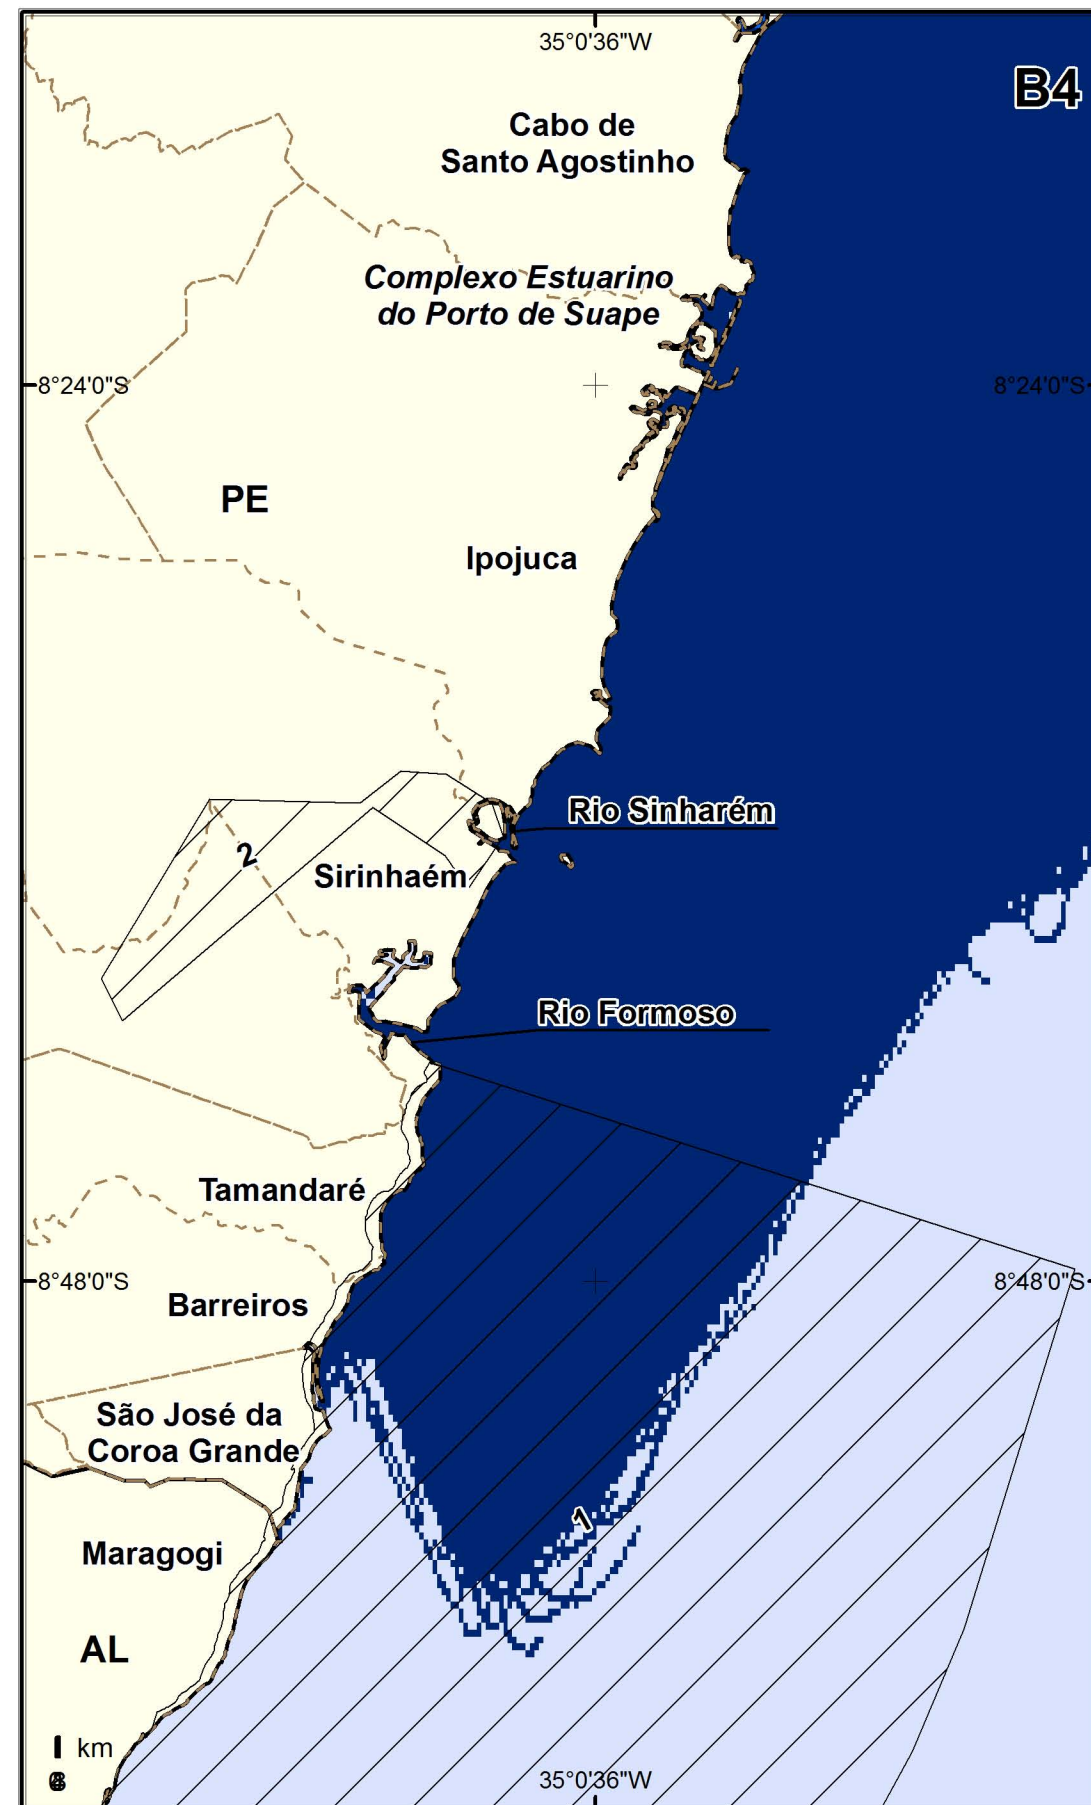 35°0'36"W
B4
Cabo de
Santo Agostinho
Complexo Estuarino
do Porto de Suape
8°24'0"S
8°24'0"S
PE
Ipojuca
Rio Sinharém
2
Sirinhaém
Rio Formoso
Tamandaré
8°48'0"S
8°48'0"S
Barreiros
São José da
Coroa Grande
1
Maragogi
AL
km
35°0'36"W